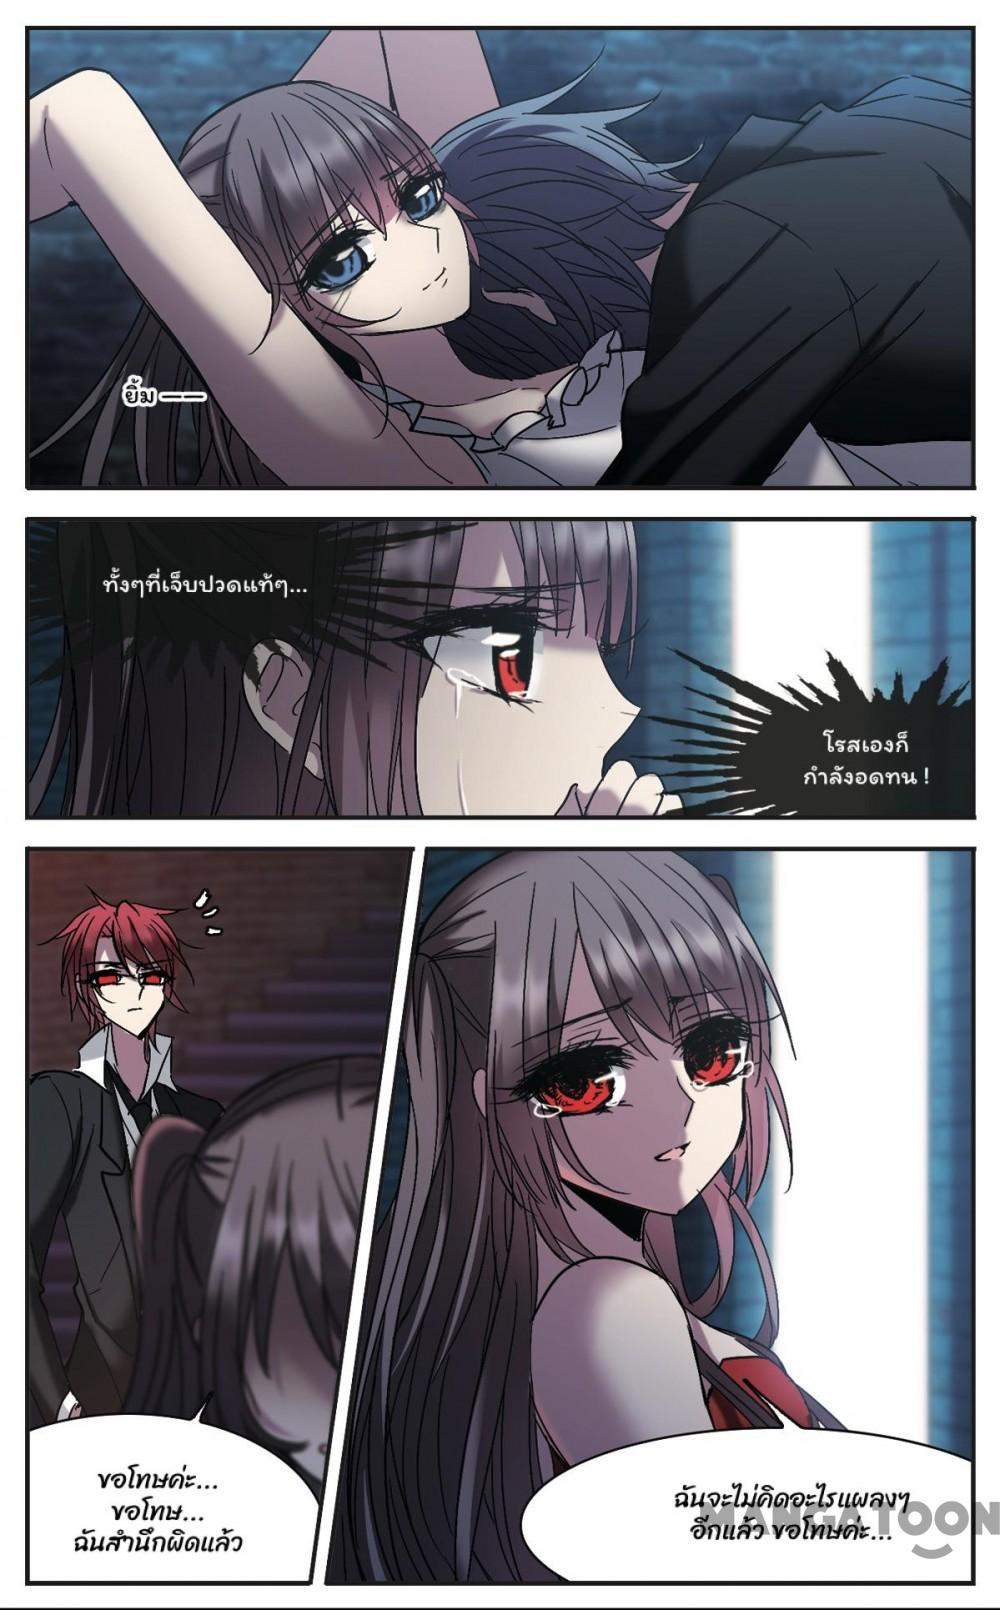 ยิ้ม ——
ทั้งๆที่เจ็บปวดแท้ๆ...
โรสเองก็
กำลังอดทน !
ขอโทษค่ะ...
ขอโทษ...
ฉันสำนึกผิดแล้ว
ฉันจะไม่คิดอะไรแผลงๆ
อีกแล้ว ขอโทษค่ะ...
MANGATOON